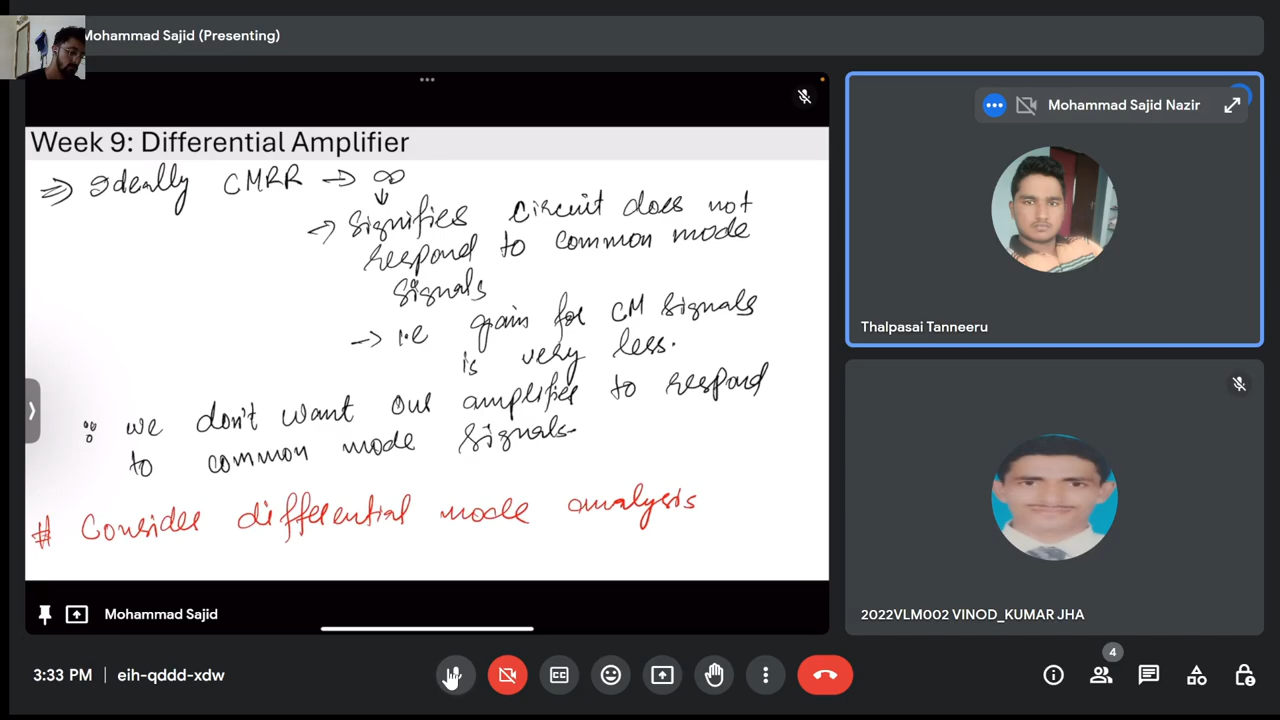 Mohammad Sajid (Presenting)
Week 9: Differential Amplifier
=> Ideally CMRR → ∞
↓
→ Signifies circuit does not
respond to common mode
signals
→ i.e gain for CM signals
is very less.
∵ we don't want our amplifier to respond
to common mode signals.
# Consider differential mode analysis
Mohammad Sajid
Mohammad Sajid Nazir
Thalpasai Tanneeru
2022VLM002 VINOD_KUMAR JHA
3:33 PM | eih-qddd-xdw
CC
4